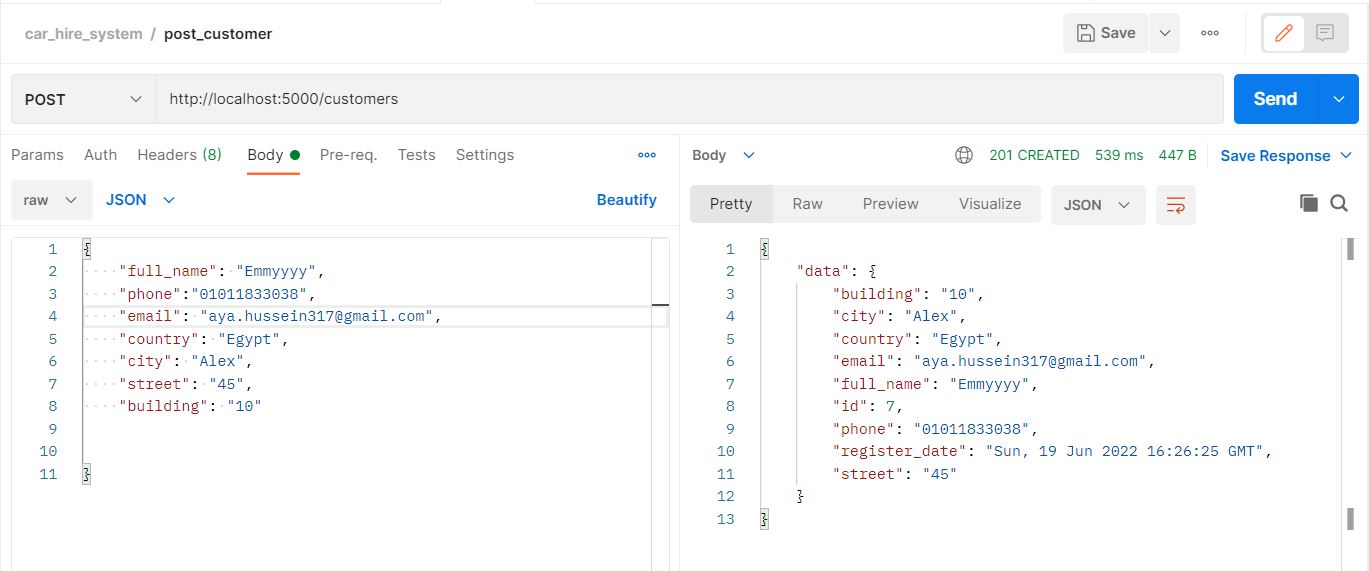 car_hire_system / post_customer
Save
POST
http://localhost:5000/customers
Send
Params Auth Headers (8) Body Pre-req. Tests Settings
raw JSON Beautify
1 {
2 "full_name": "Emmyyyy",
3 "phone":"01011833038",
4 "email": "aya.hussein317@gmail.com",
5 "country": "Egypt",
6 "city": "Alex",
7 "street": "45",
8 "building": "10"
9
10
11 }
Body 201 CREATED 539 ms 447 B Save Response
Pretty Raw Preview Visualize JSON
1 {
2 "data": {
3 "building": "10",
4 "city": "Alex",
5 "country": "Egypt",
6 "email": "aya.hussein317@gmail.com",
7 "full_name": "Emmyyyy",
8 "id": 7,
9 "phone": "01011833038",
10 "register_date": "Sun, 19 Jun 2022 16:26:25 GMT",
11 "street": "45"
12 }
13 }